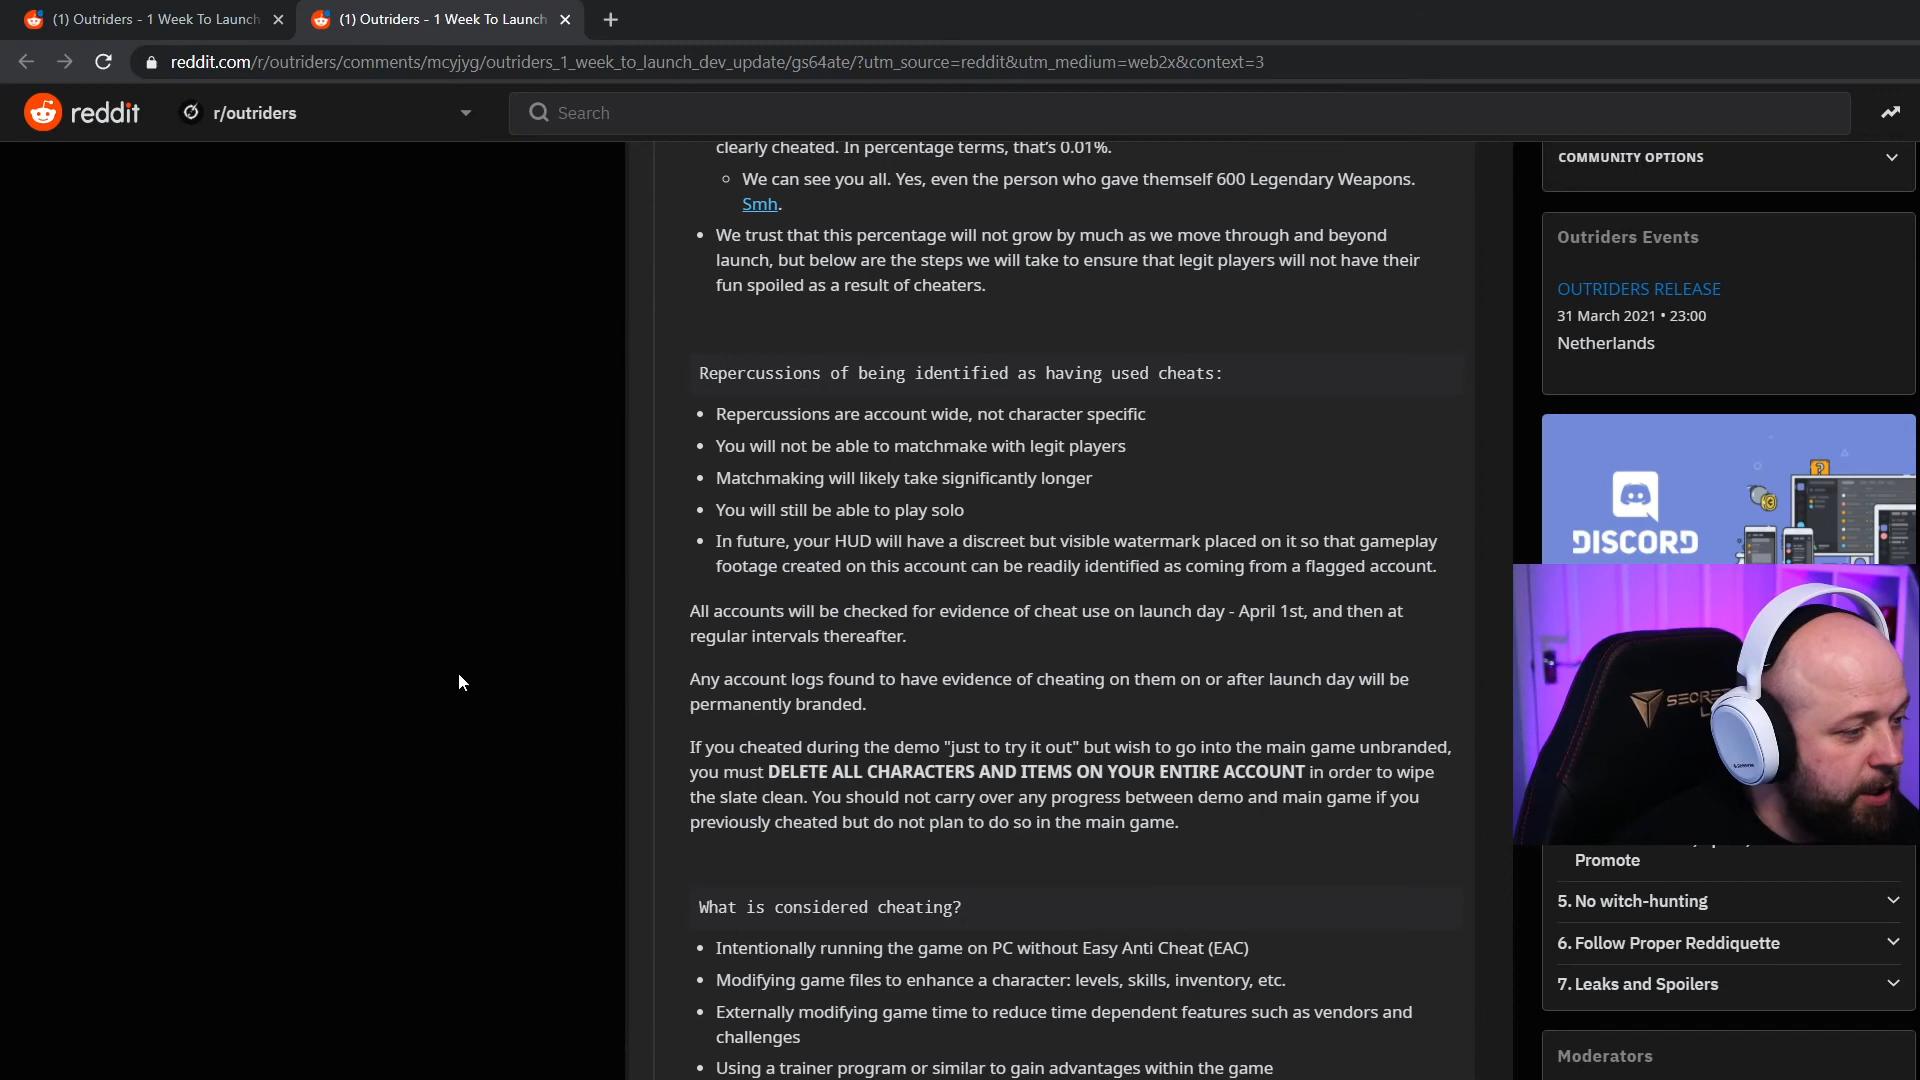 (1) Outriders - 1 Week To Launch
(1) Outriders - 1 Week To Launch
reddit.com/r/outriders/comments/mcyjyg/outriders_1_week_to_launch_dev_update/gs64ate/?utm_source=reddit&utm_medium=web2x&context=3
reddit
r/outriders
Search
clearly cheated. In percentage terms, that's 0.01%.
We can see you all. Yes, even the person who gave themself 600 Legendary Weapons.
Smh.
We trust that this percentage will not grow by much as we move through and beyond
launch, but below are the steps we will take to ensure that legit players will not have their
fun spoiled as a result of cheaters.
Repercussions of being identified as having used cheats:
Repercussions are account wide, not character specific
You will not be able to matchmake with legit players
Matchmaking will likely take significantly longer
You will still be able to play solo
In future, your HUD will have a discreet but visible watermark placed on it so that gameplay
footage created on this account can be readily identified as coming from a flagged account.
All accounts will be checked for evidence of cheat use on launch day - April 1st, and then at
regular intervals thereafter.
Any account logs found to have evidence of cheating on them on or after launch day will be
permanently branded.
If you cheated during the demo "just to try it out" but wish to go into the main game unbranded,
you must DELETE ALL CHARACTERS AND ITEMS ON YOUR ENTIRE ACCOUNT in order to wipe
the slate clean. You should not carry over any progress between demo and main game if you
previously cheated but do not plan to do so in the main game.
What is considered cheating?
Intentionally running the game on PC without Easy Anti Cheat (EAC)
Modifying game files to enhance a character: levels, skills, inventory, etc.
Externally modifying game time to reduce time dependent features such as vendors and
challenges
Using a trainer program or similar to gain advantages within the game
COMMUNITY OPTIONS
Outriders Events
OUTRIDERS RELEASE
31 March 2021 • 23:00
Netherlands
DISCORD
SECRE
Promote
5. No witch-hunting
6. Follow Proper Reddiquette
7. Leaks and Spoilers
Moderators